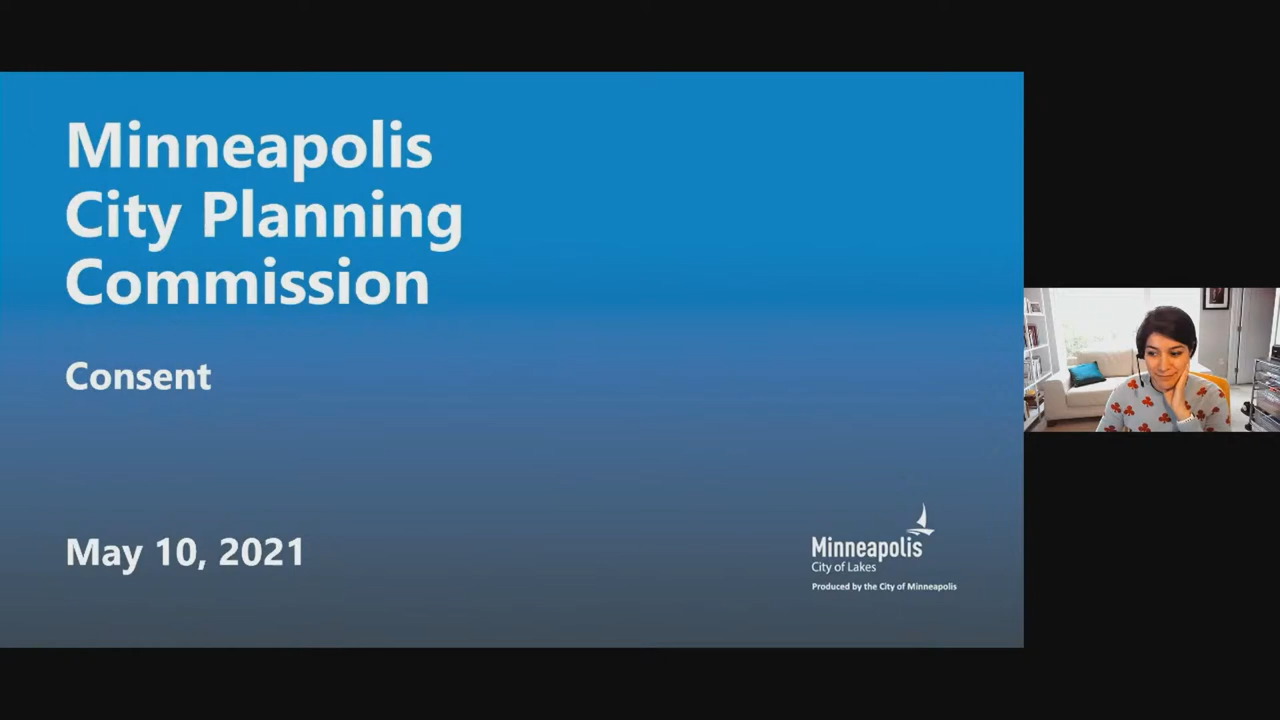 Minneapolis
City Planning
Commission
Consent
May 10, 2021
Minneapolis
City of Lakes
Produced by the City of Minneapolis